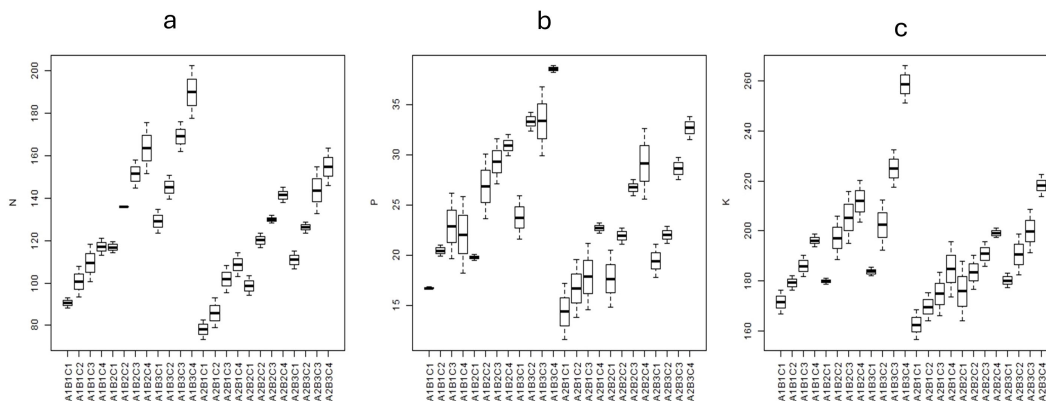 a
b
c
N
200
180
160
140
120
100
80
A1B1C1
A1B1C2
A1B1C3
A1B1C4
A1B2C1
A1B2C2
A1B2C3
A1B2C4
A1B3C1
A1B3C2
A1B3C3
A1B3C4
A2B1C1
A2B1C2
A2B1C3
A2B1C4
A2B2C1
A2B2C2
A2B2C3
A2B2C4
A2B3C1
A2B3C2
A2B3C3
A2B3C4
P
35
30
25
20
15
A1B1C1
A1B1C2
A1B1C3
A1B1C4
A1B2C1
A1B2C2
A1B2C3
A1B2C4
A1B3C1
A1B3C2
A1B3C3
A1B3C4
A2B1C1
A2B1C2
A2B1C3
A2B1C4
A2B2C1
A2B2C2
A2B2C3
A2B2C4
A2B3C1
A2B3C2
A2B3C3
A2B3C4
K
260
240
220
200
180
160
A1B1C1
A1B1C2
A1B1C3
A1B1C4
A1B2C1
A1B2C2
A1B2C3
A1B2C4
A1B3C1
A1B3C2
A1B3C3
A1B3C4
A2B1C1
A2B1C2
A2B1C3
A2B1C4
A2B2C1
A2B2C2
A2B2C3
A2B2C4
A2B3C1
A2B3C2
A2B3C3
A2B3C4